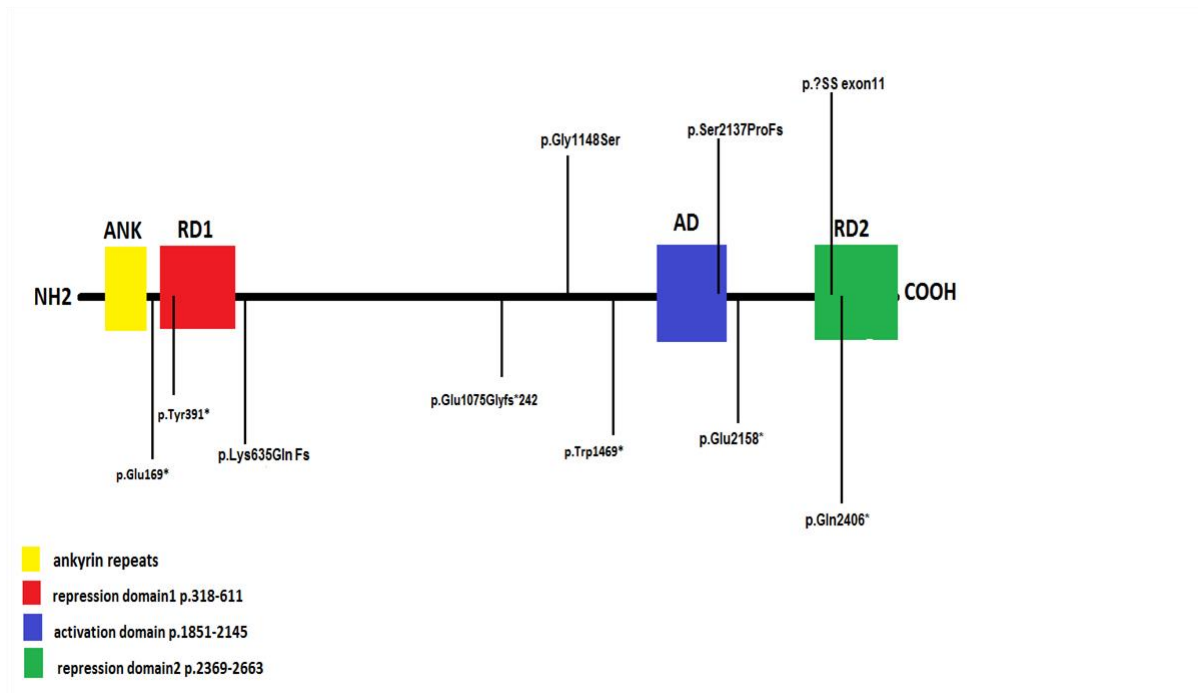 p.?SS exon11
p.Ser2137ProFs
p.Gly1148Ser
ANK
RD1
AD
RD2
NH2
COOH
p.Tyr391*
p.Glu1075Glyfs*242
p.Glu2158*
p.Lys635Gln Fs
p.Trp1469*
p.Glu169*
p.Gln2406*
ankyrin repeats
repression domain1 p.318-611
activation domain p.1851-2145
repression domain2 p.2369-2663